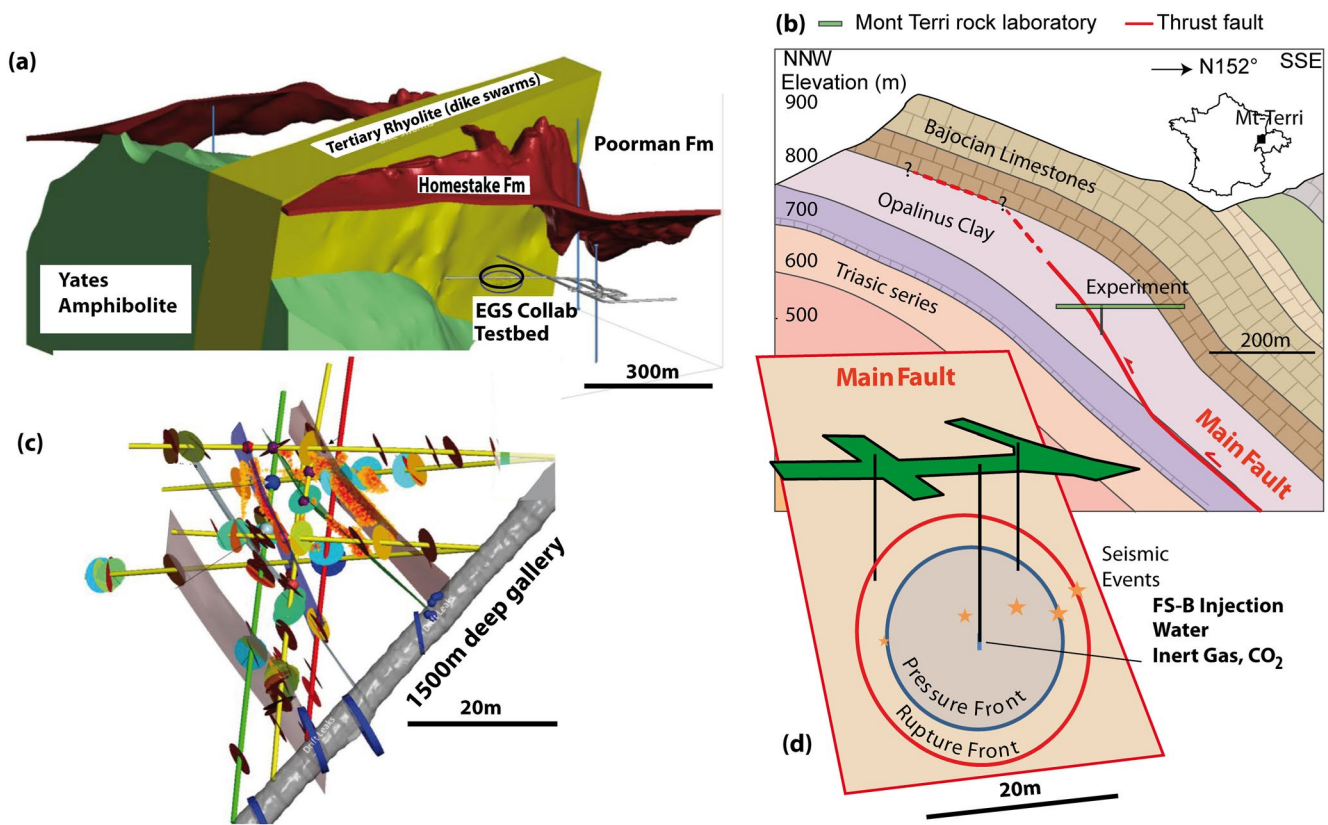 (a)
Tertiary Rhyolite (dike swarms)
Poorman Fm
Homestake Fm
Yates
Amphibolite
EGS Collab
Testbed
300m
(b)
Mont Terri rock laboratory
Thrust fault
NNW
SSE
Elevation (m)
N152°
900
800
700
600
500
Mt-Terri
Bajocian Limestones
?
?
Opalinus Clay
Triasic series
Experiment
200m
Main Fault
(c)
Drift Leaks
1500m deep gallery
20m
Main Fault
Seismic
Events
FS-B Injection
Water
Inert Gas, CO₂
Pressure Front
Rupture Front
(d)
20m